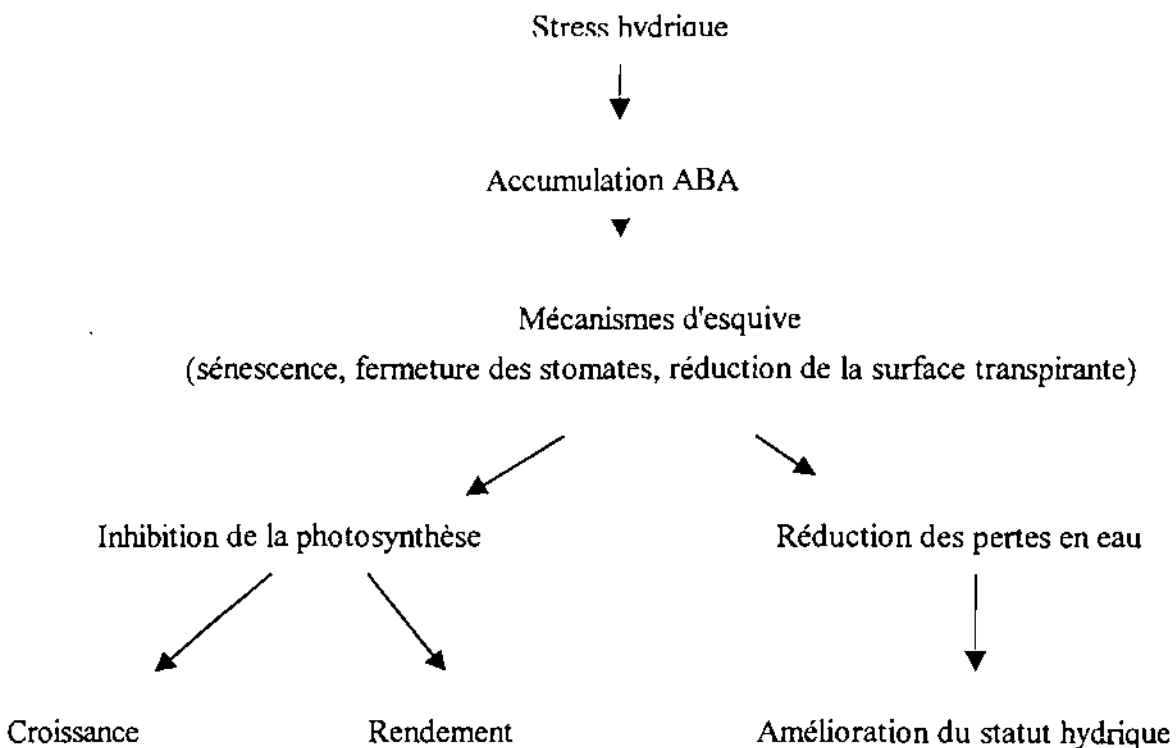 Stress hydrique
Accumulation ABA
Mécanismes d'esquive
(sénescence, fermeture des stomates, réduction de la surface transpirante)
Inhibition de la photosynthèse
Réduction des pertes en eau
Croissance
Rendement
Amélioration du statut hydrique